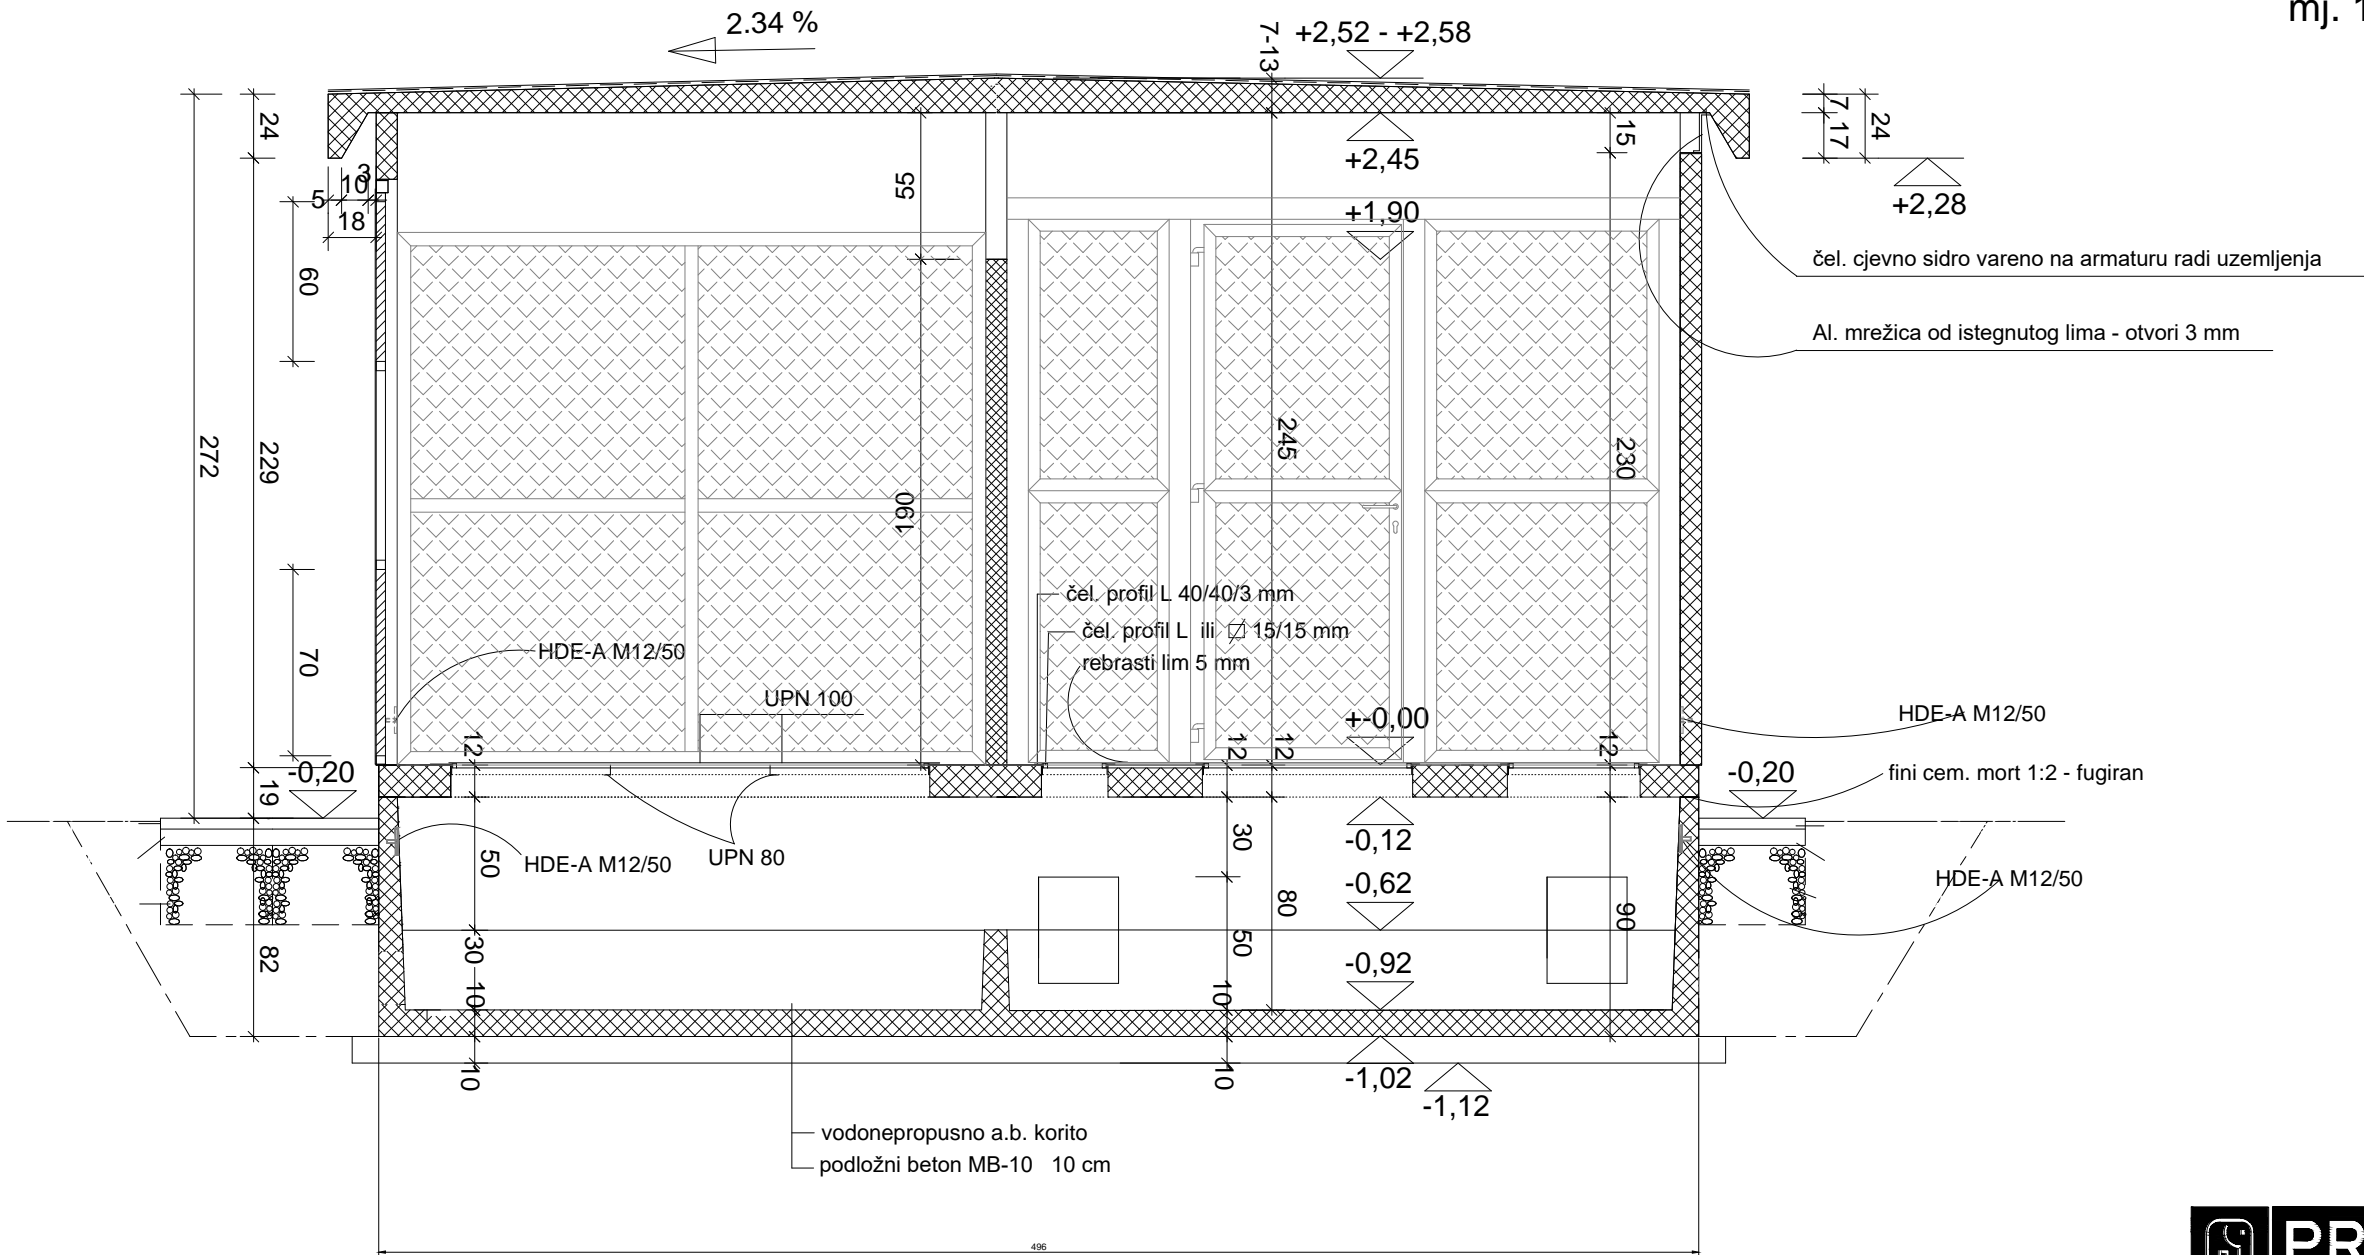 mj. 1
2.34 %
7-13
+2,52 - +2,58
24
15
7
17
24
+2,45
+2,28
3
10
5
18
55
+1,90
60
čel. cjevno sidro vareno na armaturu radi uzemljenja
Al. mrežica od istegnutog lima - otvori 3 mm
272
229
245
230
190
čel. profil L 40/40/3 mm
čel. profil L ili 15/15 mm
rebrasti lim 5 mm
HDE-A M12/50
70
UPN 100
+-0,00
HDE-A M12/50
12
12
12
12
-0,20
-0,20
fini cem. mort 1:2 - fugiran
19
50
HDE-A M12/50
UPN 80
30
-0,12
-0,62
HDE-A M12/50
80
90
82
30
50
-0,92
10
10
10
10
-1,02
-1,12
vodonepropusno a.b. korito
podložni beton MB-10 10 cm
496
PR